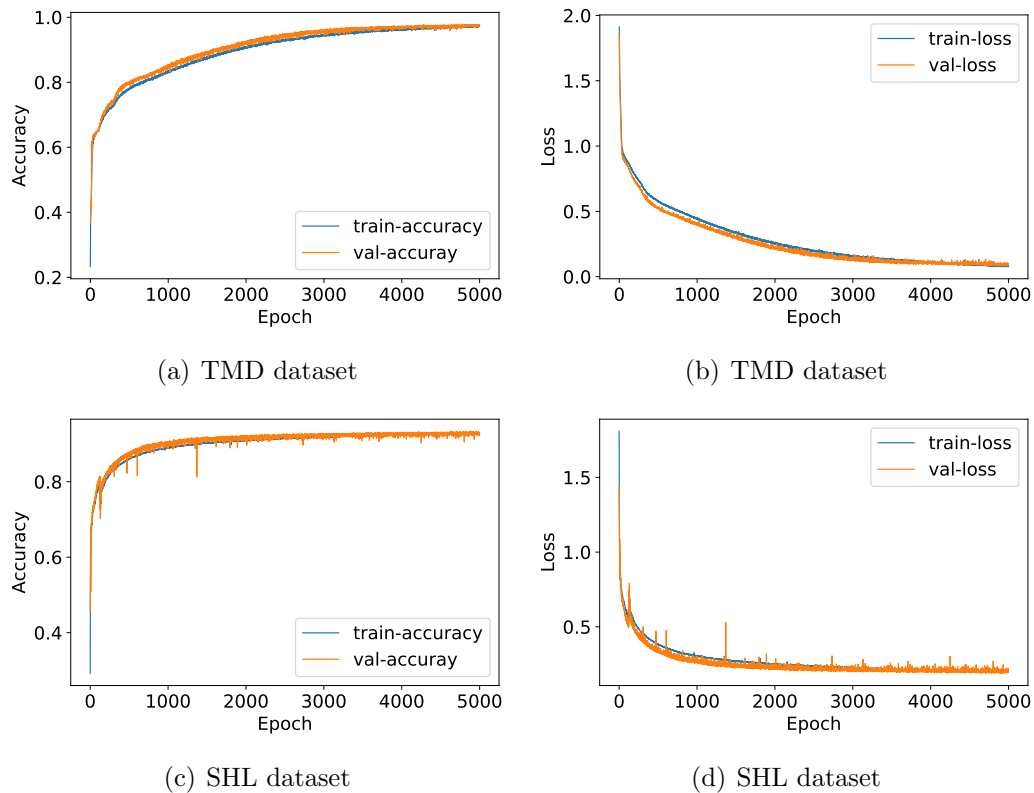 1.0
0.8
0.6
0.4
0.2
Accuracy
train-accuracy
val-accuray
0 1000 2000 3000 4000 5000
Epoch
(a) TMD dataset
2.0
1.5
1.0
0.5
0.0
Loss
train-loss
val-loss
0 1000 2000 3000 4000 5000
Epoch
(b) TMD dataset
0.8
0.6
0.4
Accuracy
train-accuracy
val-accuray
0 1000 2000 3000 4000 5000
Epoch
(c) SHL dataset
1.5
1.0
0.5
Loss
train-loss
val-loss
0 1000 2000 3000 4000 5000
Epoch
(d) SHL dataset